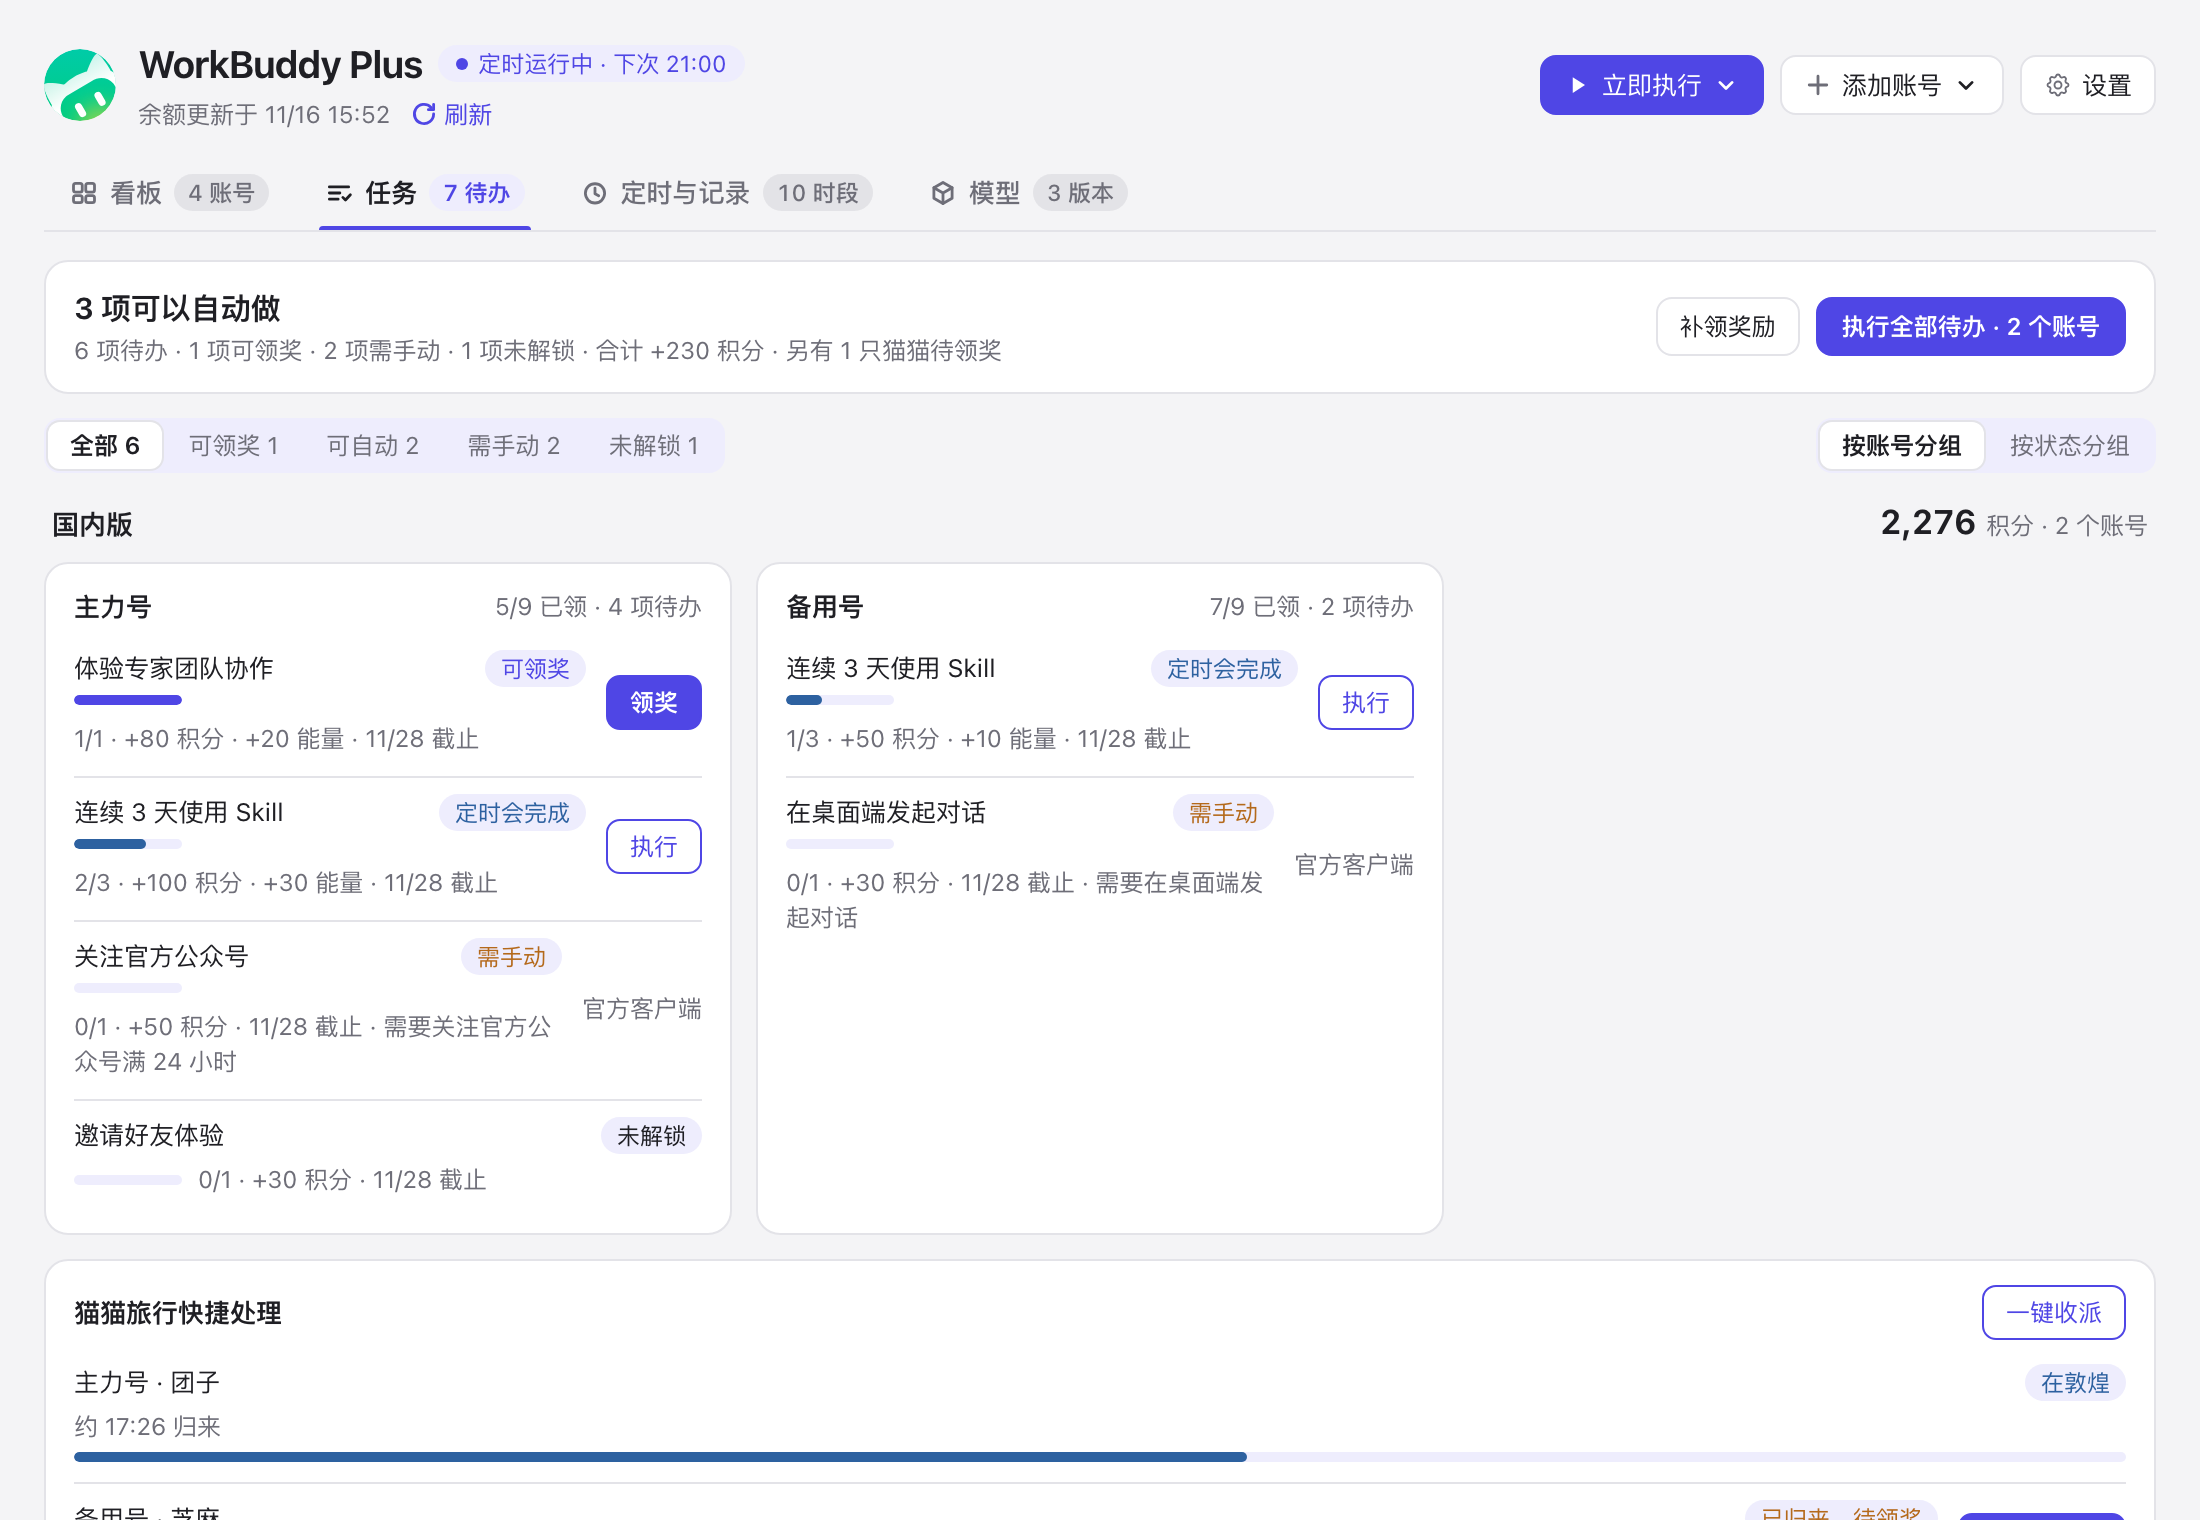 WorkBuddy Plus
定时运行中 · 下次 21:00
余额更新于 11/16 15:52
刷新
立即执行
添加账号
设置
看板 4 账号
任务 7 待办
定时与记录 10 时段
模型 3 版本
3 项可以自动做
6 项待办 · 1 项可领奖 · 2 项需手动 · 1 项未解锁 · 合计 +230 积分 · 另有 1 只猫猫待领奖
补领奖励
执行全部待办 · 2 个账号
全部 6
可领奖 1
可自动 2
需手动 2
未解锁 1
按账号分组
按状态分组
国内版
2,276 积分 · 2 个账号
主力号
5/9 已领 · 4 项待办
体验专家团队协作
可领奖
领奖
1/1 · +80 积分 · +20 能量 · 11/28 截止
连续 3 天使用 Skill
定时会完成
执行
2/3 · +100 积分 · +30 能量 · 11/28 截止
关注官方公众号
需手动
官方客户端
0/1 · +50 积分 · 11/28 截止 · 需要关注官方公
众号满 24 小时
邀请好友体验
未解锁
0/1 · +30 积分 · 11/28 截止
备用号
7/9 已领 · 2 项待办
连续 3 天使用 Skill
定时会完成
执行
1/3 · +50 积分 · +10 能量 · 11/28 截止
在桌面端发起对话
需手动
官方客户端
0/1 · +30 积分 · 11/28 截止 · 需要在桌面端发
起对话
猫猫旅行快捷处理
一键收派
主力号 · 团子
在敦煌
约 17:26 归来
备用号 · 芝麻
已归来 待领奖